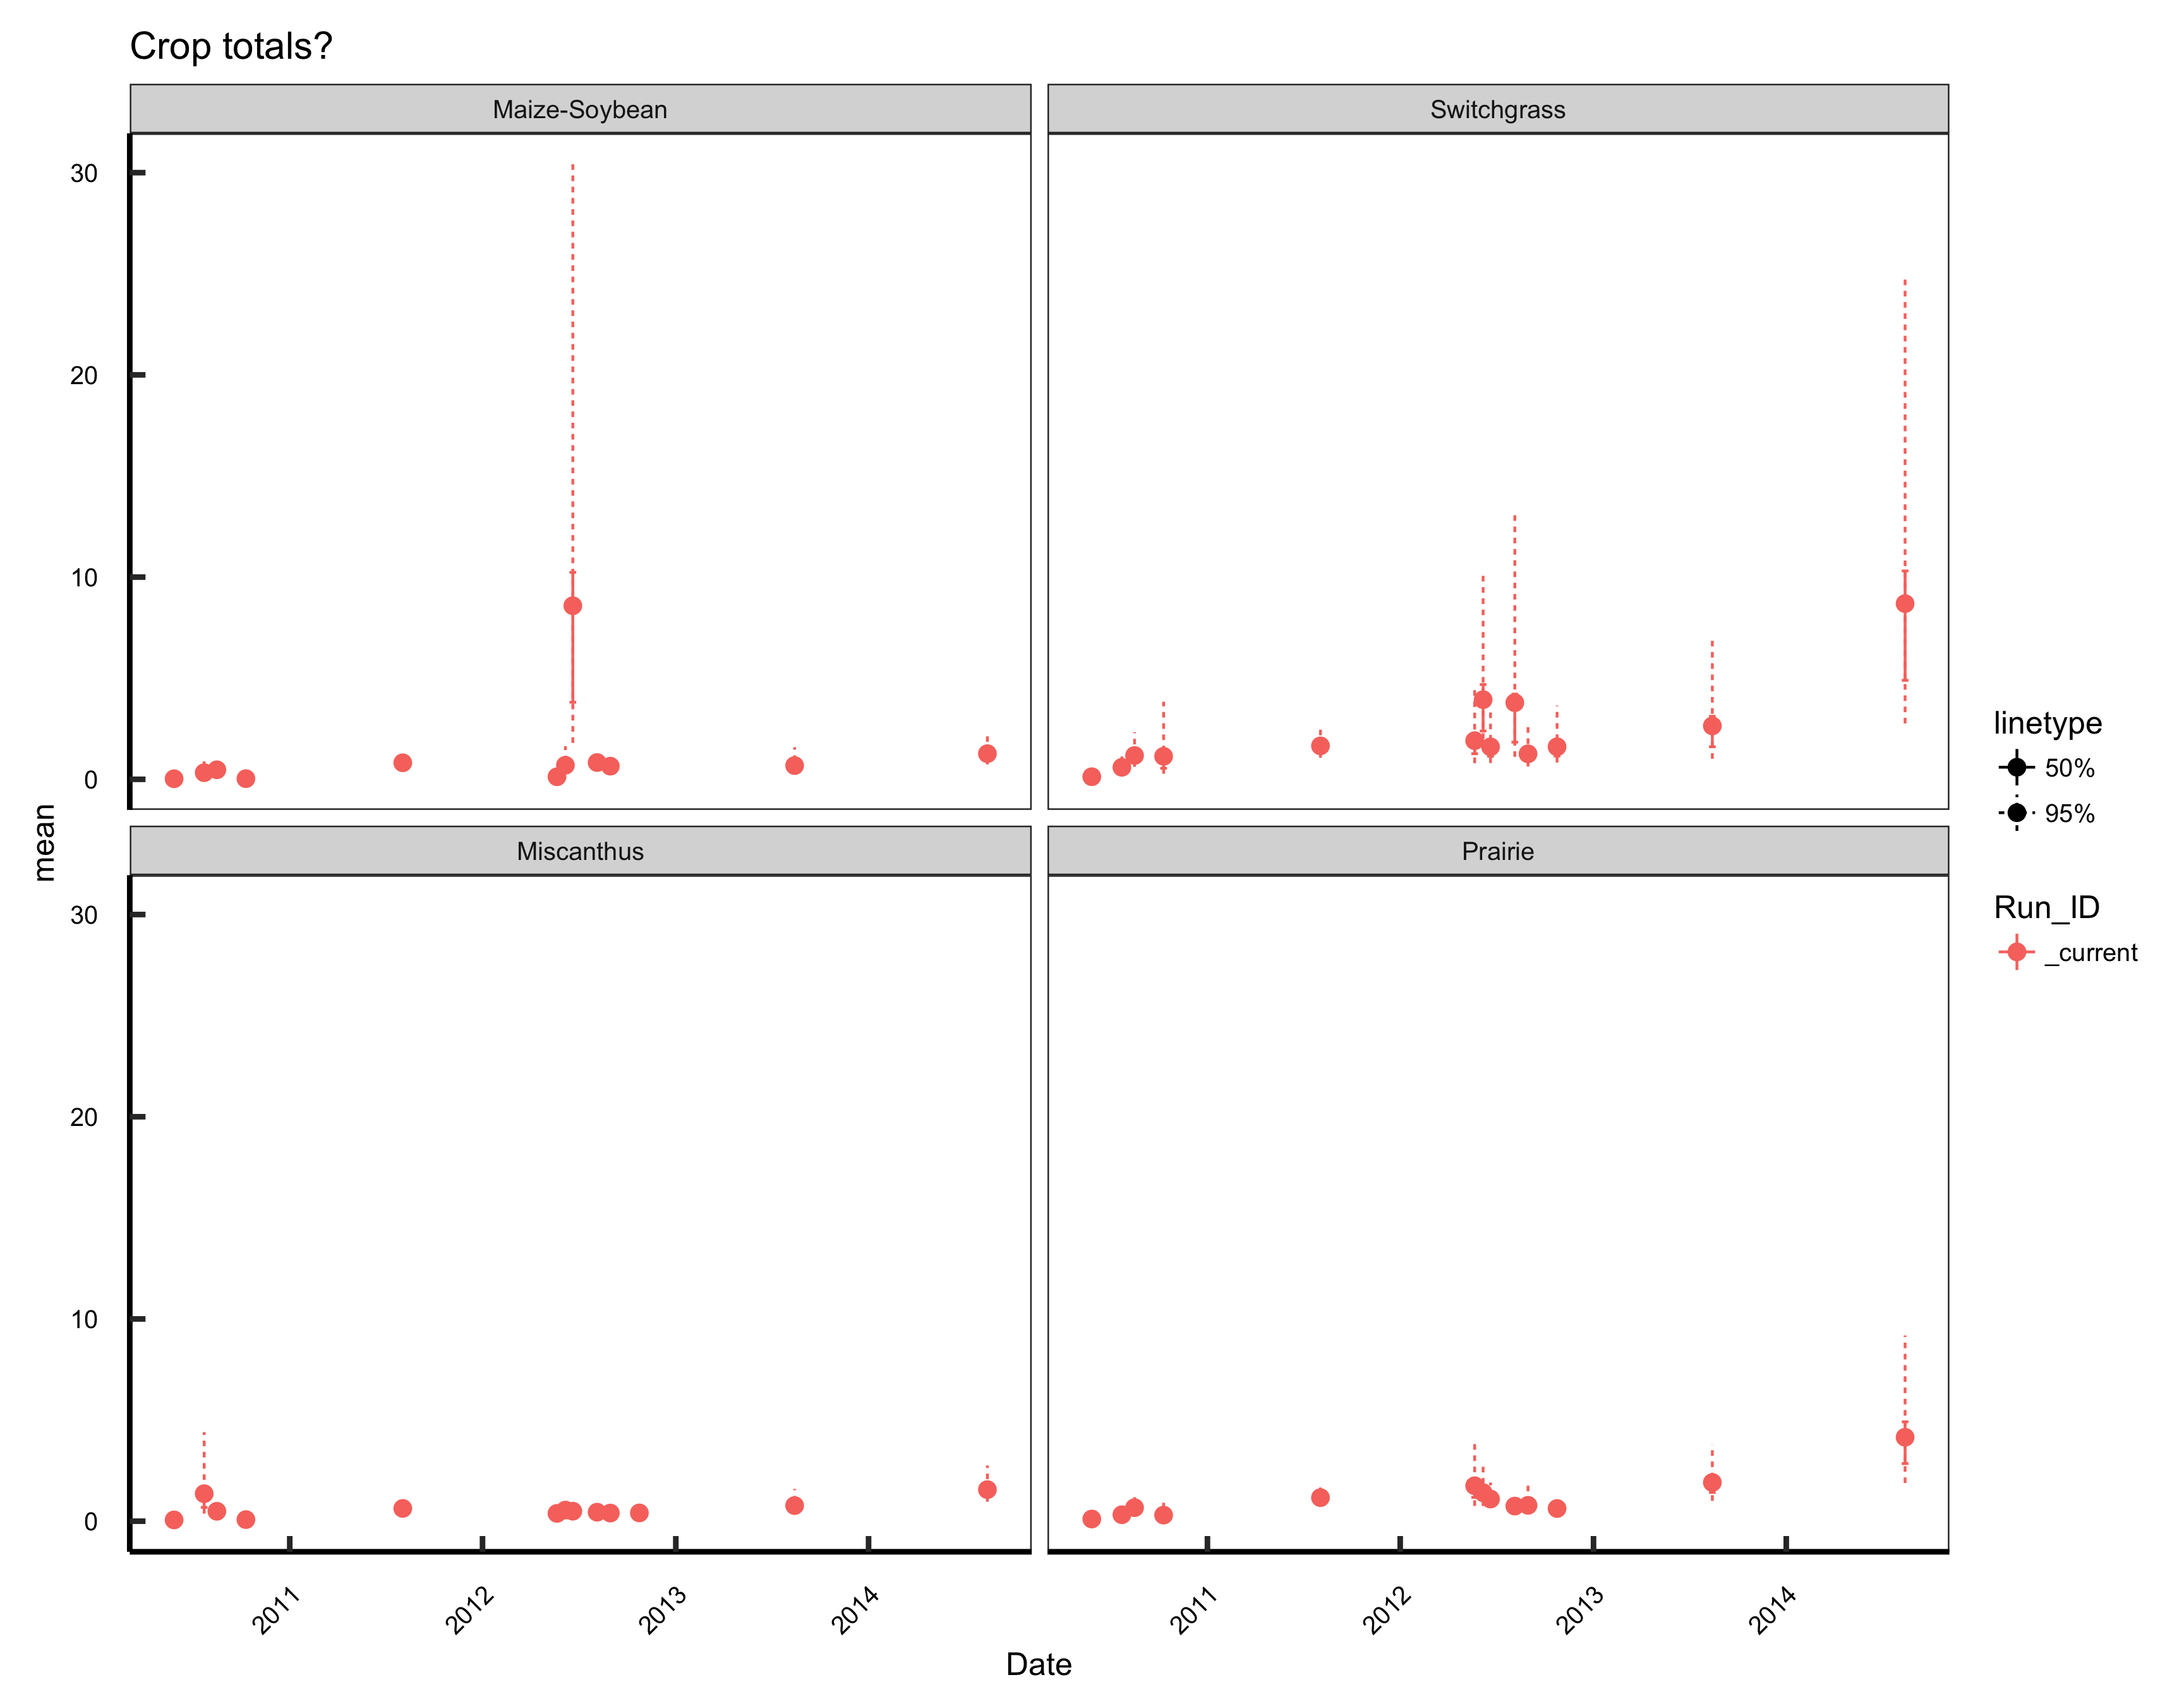 Crop totals?
Maize-Soybean
Switchgrass
30
20
10
0
Miscanthus
Prairie
30
20
10
0
mean
2011
2012
2013
2014
2011
2012
2013
2014
Date
linetype
50%
95%
Run_ID
_current